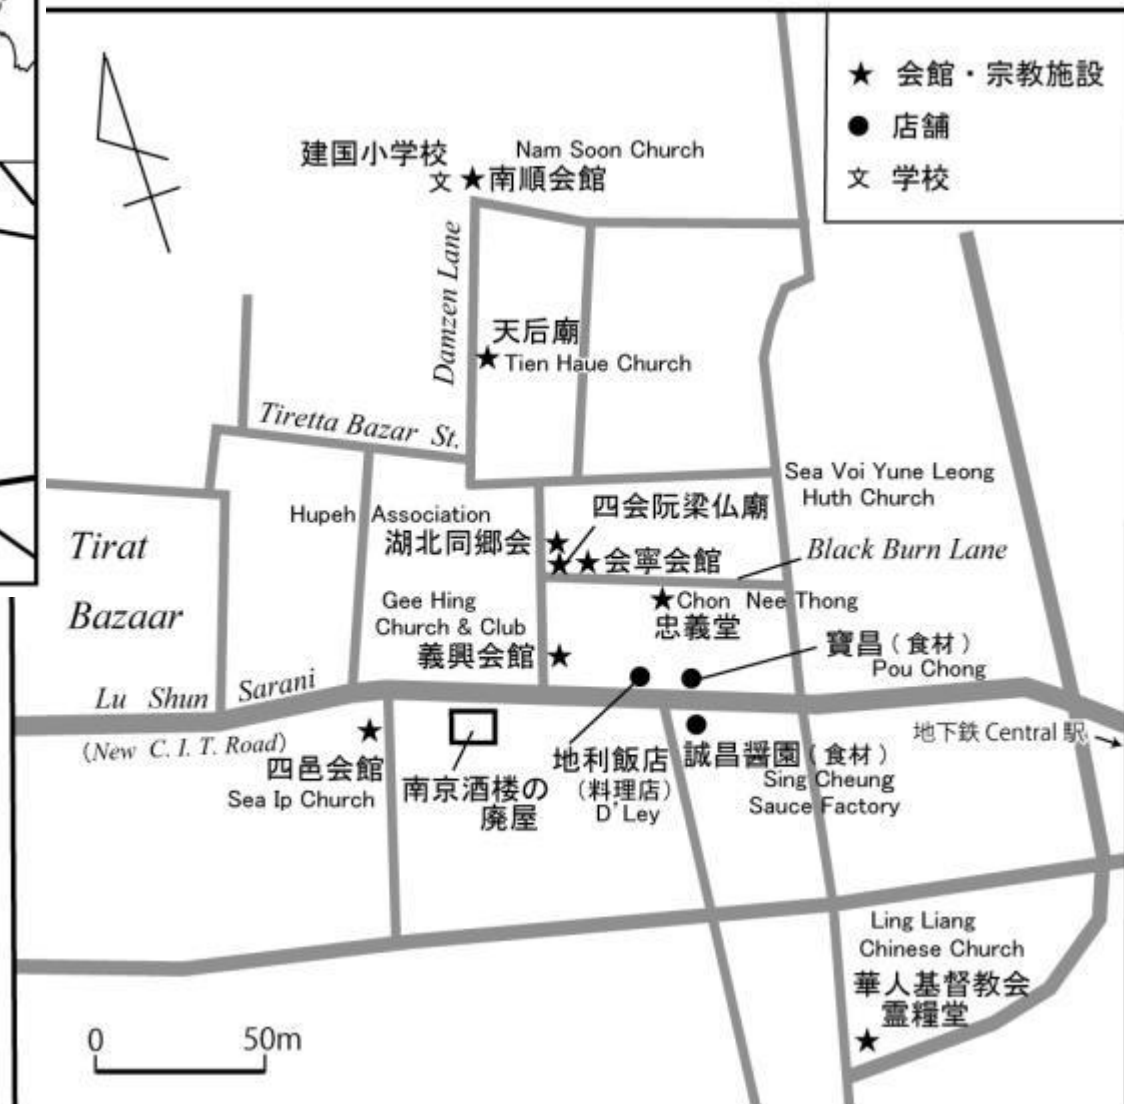 ★ 会館・宗教施設
● 店舗
文 学校
建国小学校
文
Nam Soon Church
★南順会館
Damzen Lane
天后廟
★ Tien Haue Church
Tiretta Bazar St.
Sea Voi Yune Leong
Huth Church
四会阮梁仏廟
Hupeh Association
湖北同郷会 ★
★★会寧会館
Black Burn Lane
Tirat
Bazaar
Gee Hing
Church & Club
義興会館 ★
★Chon Nee Thong
忠義堂
寶昌(食材)
Pou Chong
Lu Shun Sarani
(New C. I. T. Road)
地下鉄 Central 駅
四邑会館
Sea Ip Church
南京酒楼の
廃屋
地利飯店
(料理店)
D'Ley
誠昌醤園(食材)
Sing Cheung
Sauce Factory
Ling Liang
Chinese Church
華人基督教会
霊糧堂
★
0 50m